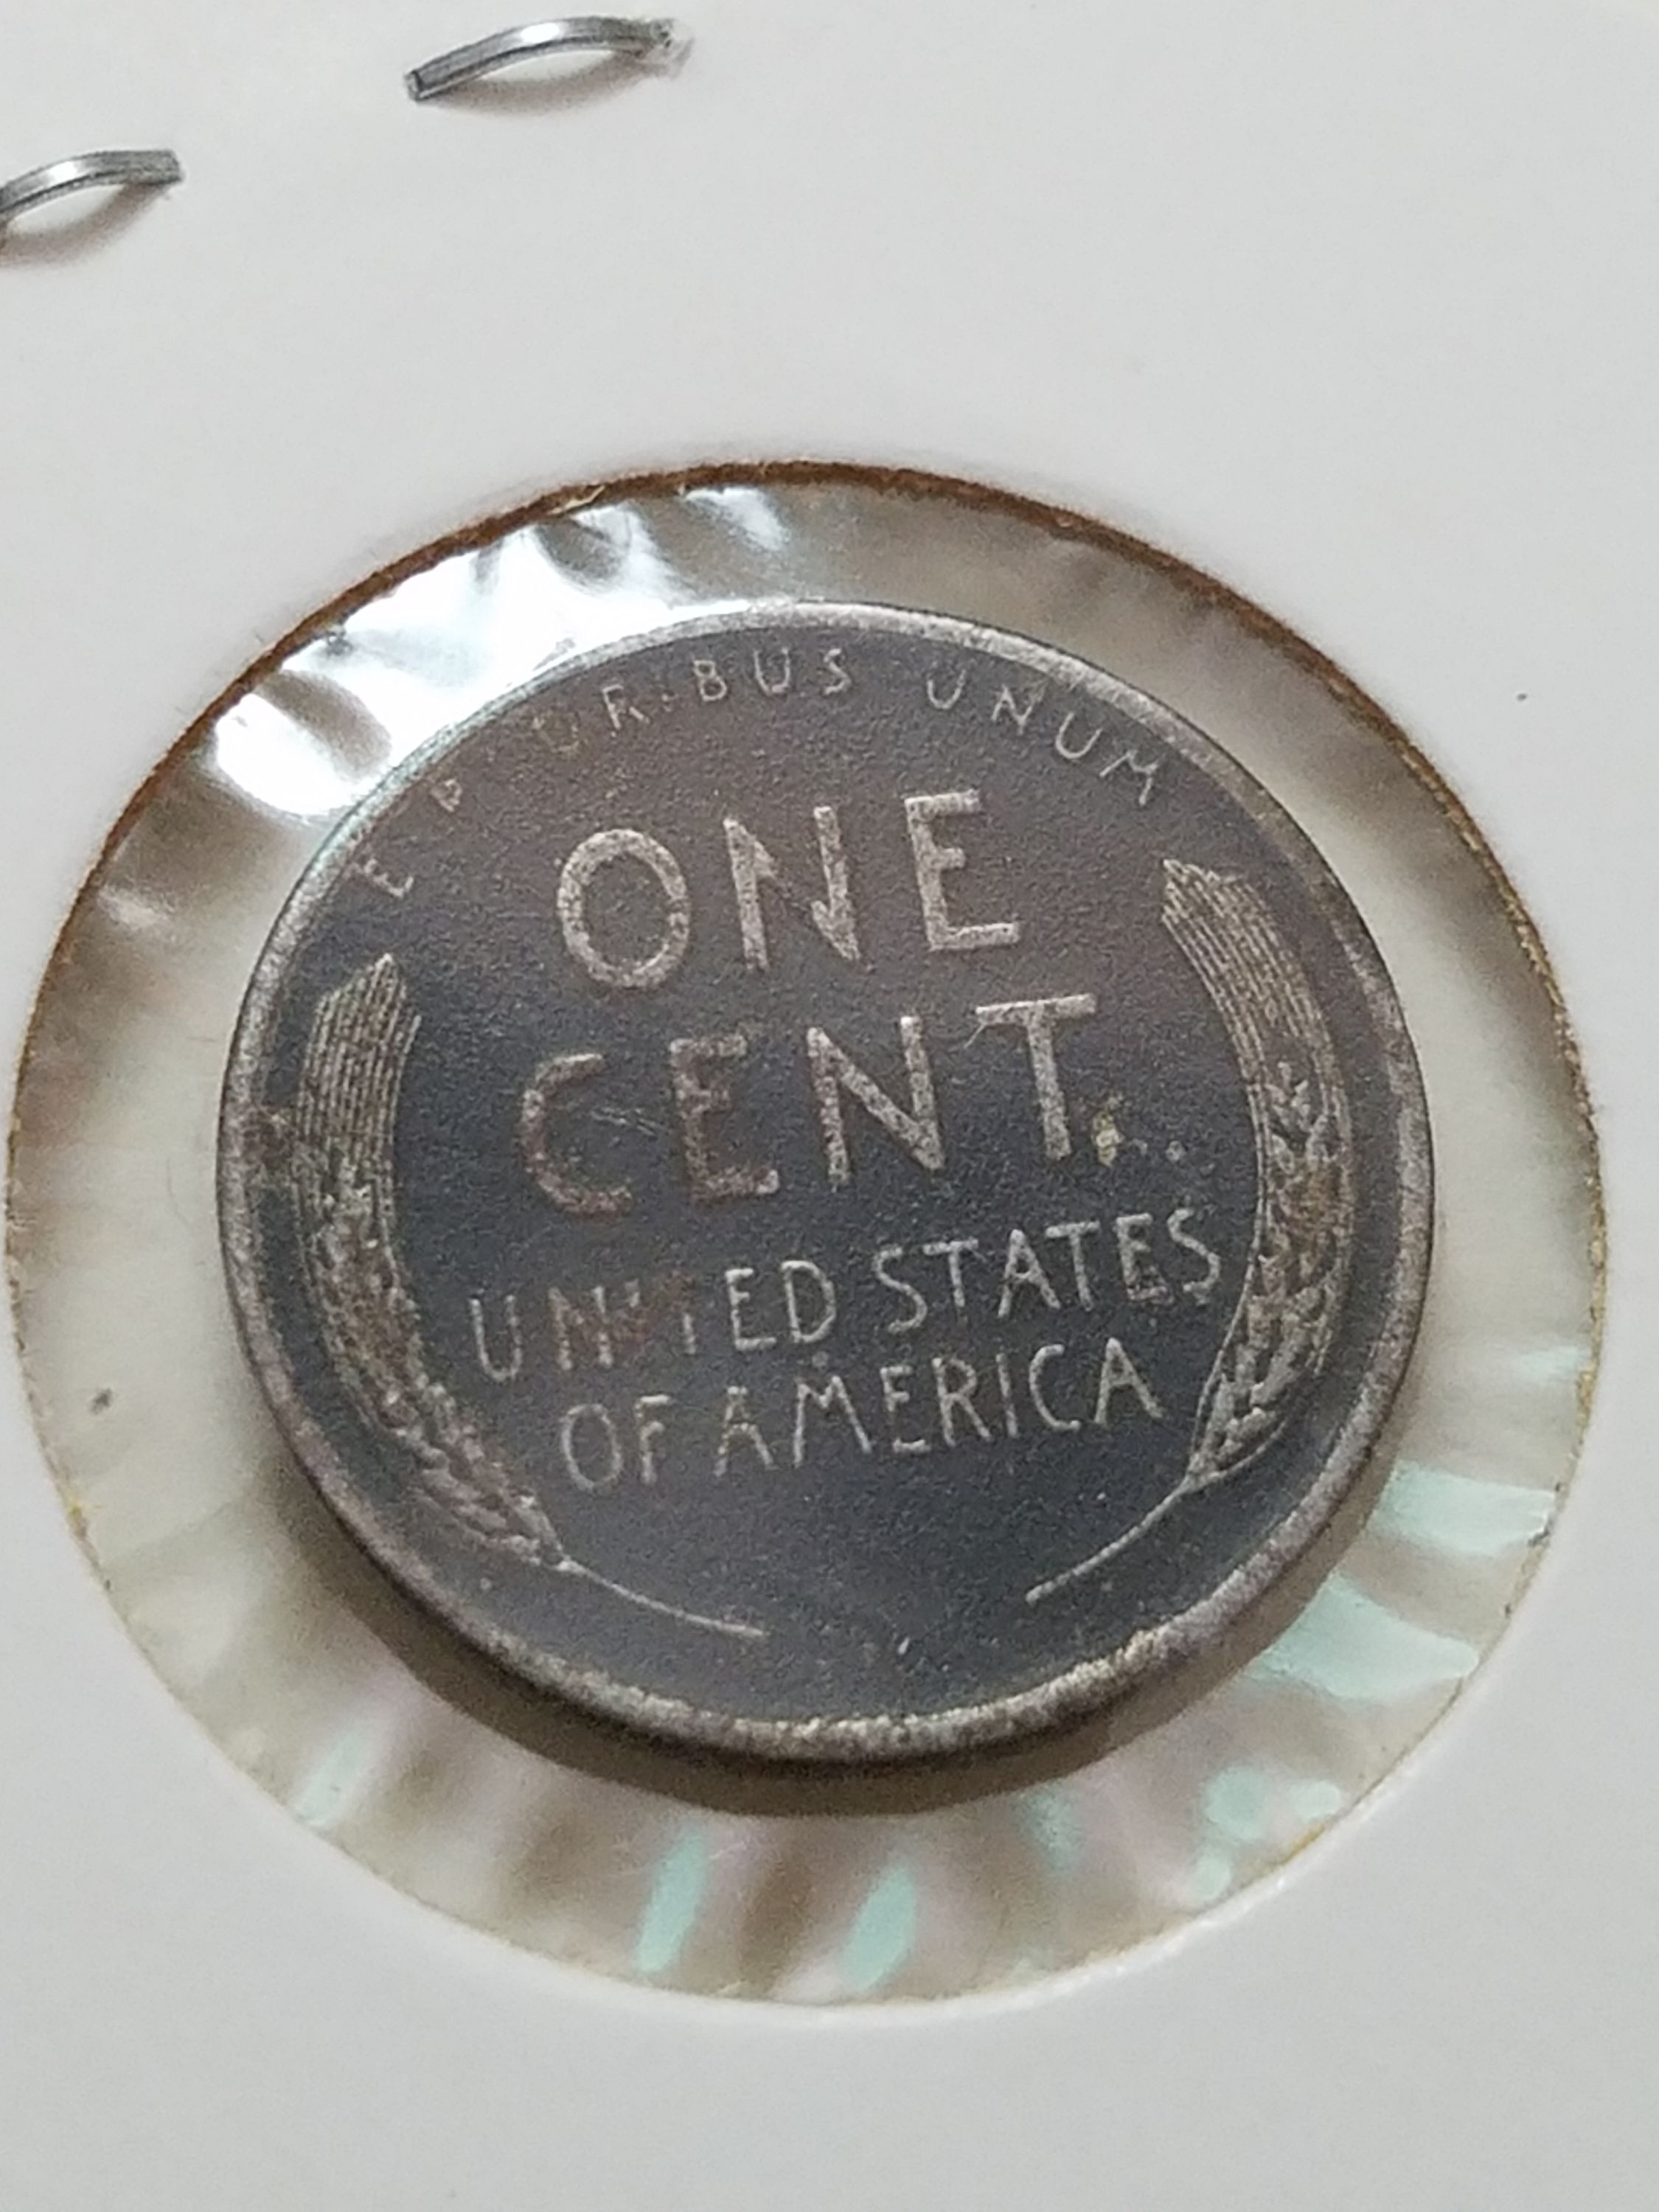 E PLURIBUS UNUM
ONE
CENT
UNITED STATES
OF AMERICA